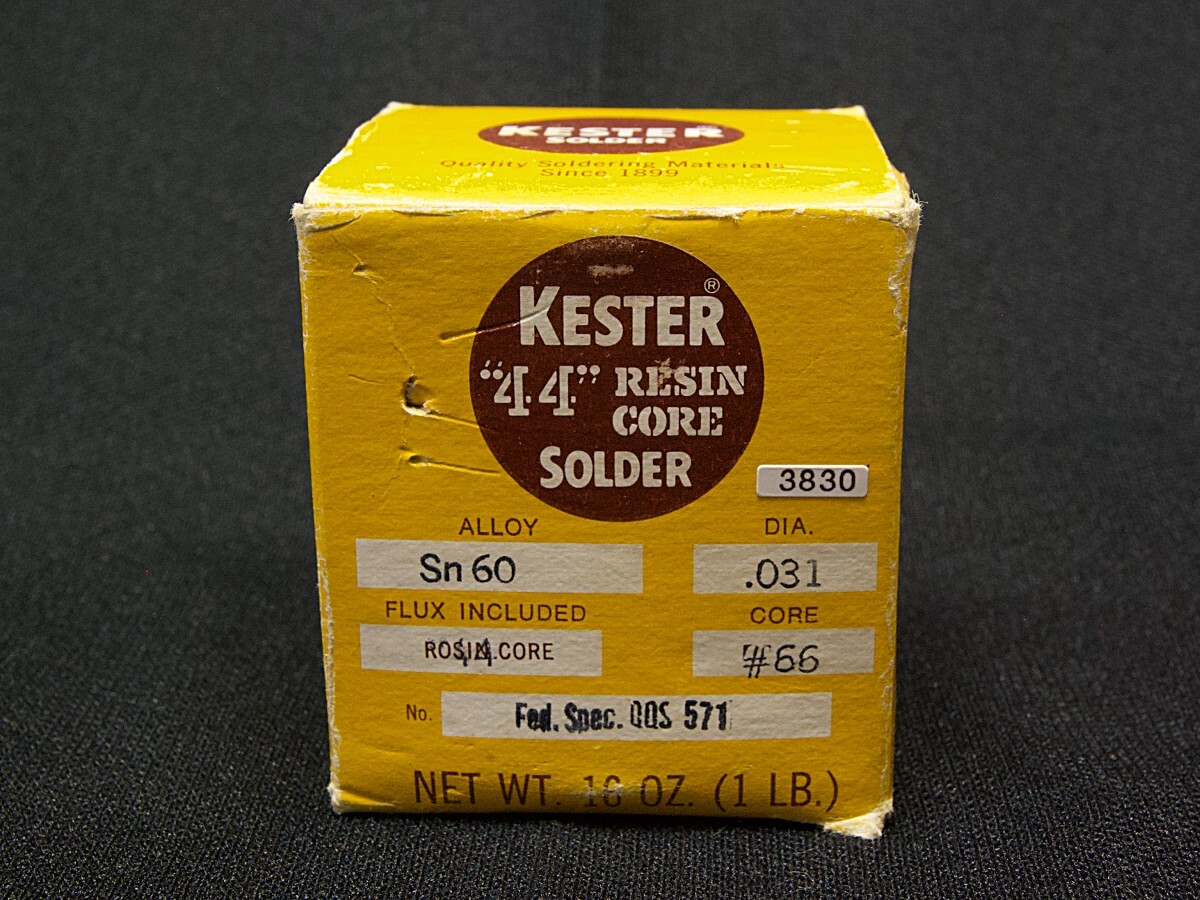 KESTER
SOLDER
Quality Soldering Materials
Since 1899
KESTER®
"44" RESIN
CORE
SOLDER
3830
ALLOY
DIA.
Sn 60
.031
FLUX INCLUDED
CORE
ROSIN CORE
44
#66
No. Fed. Spec. QQS 571
NET WT. 16 OZ. (1 LB.)